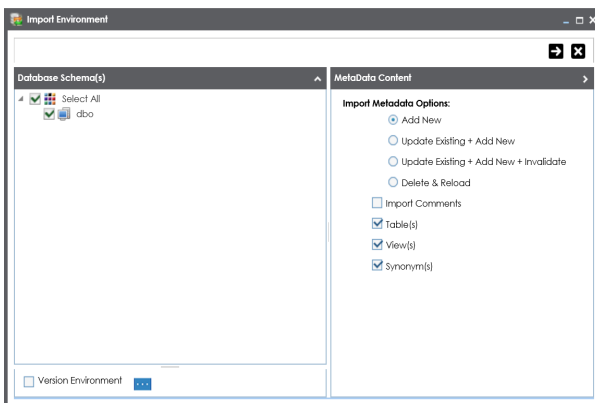 Import Environment
Database Schema(s)
Select All
dbo
Version Environment
MetaData Content
Import Metadata Options:
Add New
Update Existing + Add New
Update Existing + Add New + Invalidate
Delete & Reload
Import Comments
Table(s)
View(s)
Synonym(s)